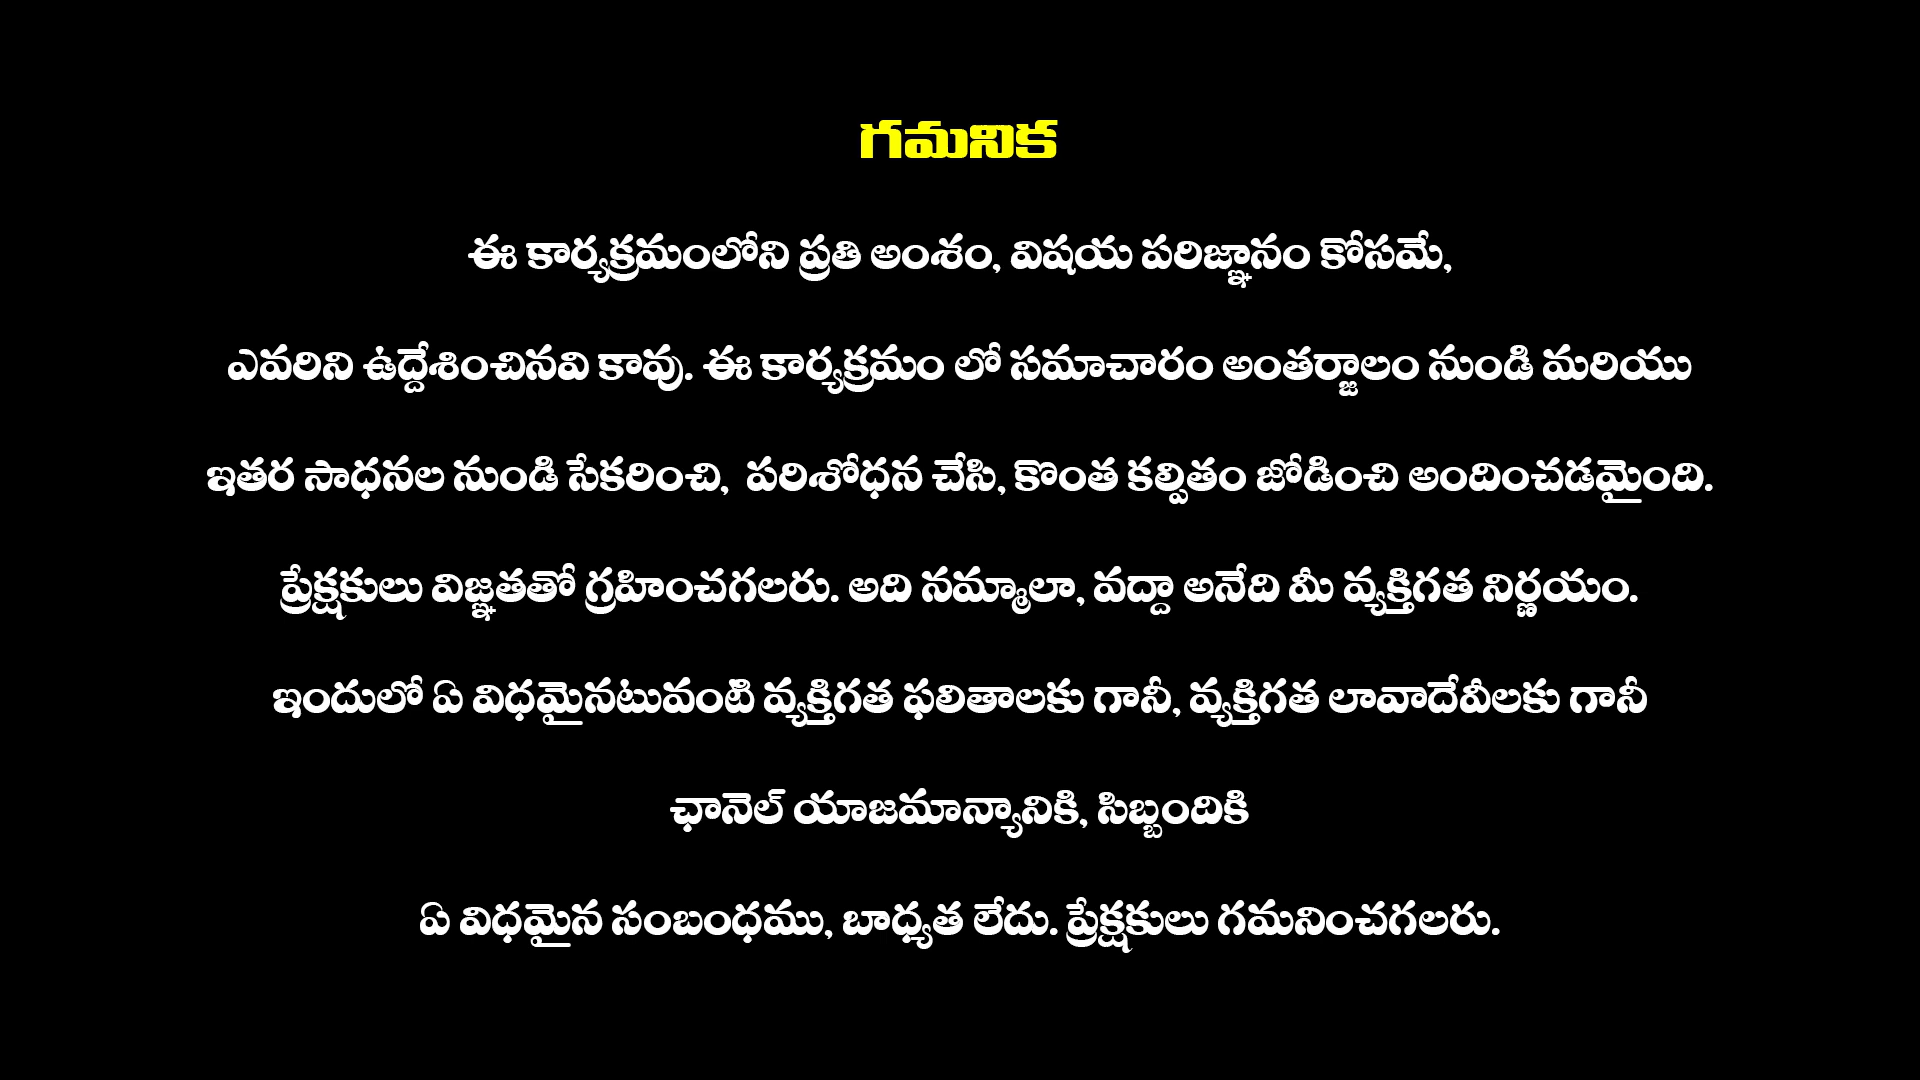 గమనిక
ఈ కార్యక్రమంలోని ప్రతి అంశం, విషయ పరిజ్ఞానం కోసమే,
ఎవరిని ఉద్దేశించినవి కావు. ఈ కార్యక్రమం లో సమాచారం అంతర్జాలం నుండి మరియు
ఇతర సాధనల నుండి సేకరించి, పరిశోధన చేసి, కొంత కల్పితం జోడించి అందించడమైంది.
ప్రేక్షకులు విజ్ఞతతో గ్రహించగలరు. అది నమ్మాలా, వద్దా అనేది మీ వ్యక్తిగత నిర్ణయం.
ఇందులో ఏ విధమైనటువంటి వ్యక్తిగత ఫలితాలకు గానీ, వ్యక్తిగత లావాదేవీలకు గానీ
ఛానెల్ యాజమాన్యానికి, సిబ్బందికి
ఏ విధమైన సంబంధము, బాధ్యత లేదు. ప్రేక్షకులు గమనించగలరు.